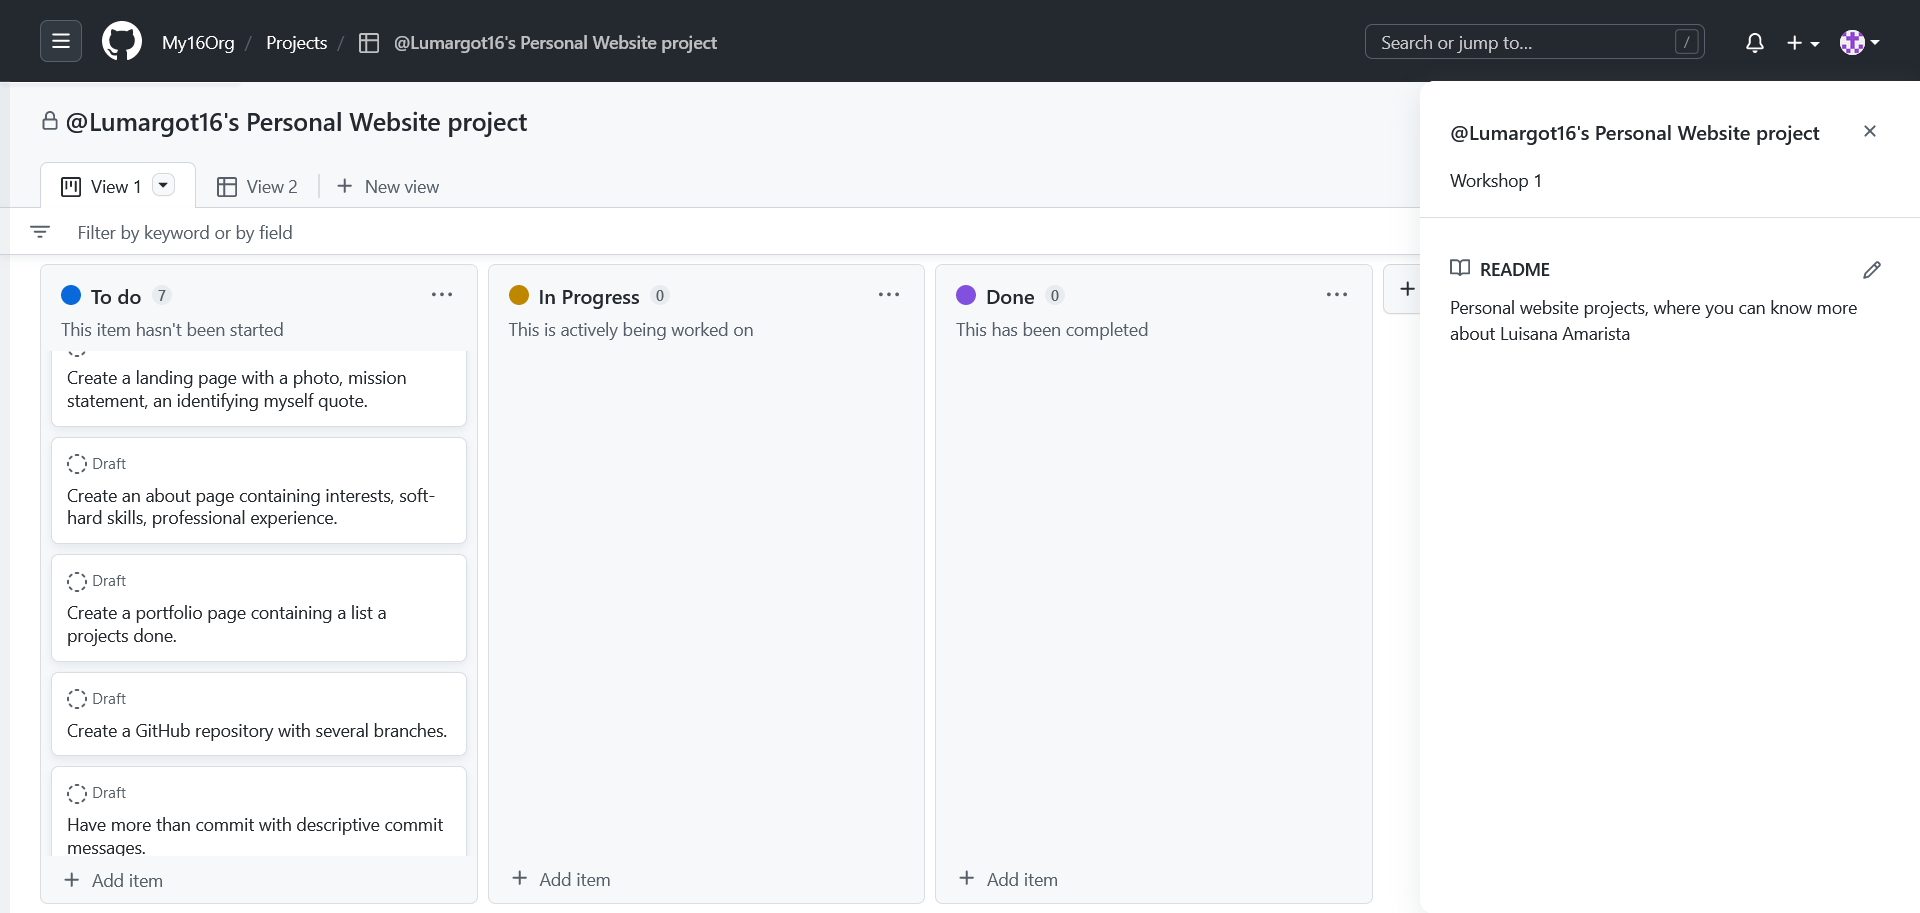 My16Org / Projects / @Lumargot16's Personal Website project
Search or jump to... /
@Lumargot16's Personal Website project
View 1
View 2
New view
Filter by keyword or by field
To do 7
This item hasn't been started
Create a landing page with a photo, mission
statement, an identifying myself quote.
Draft
Create an about page containing interests, soft-
hard skills, professional experience.
Draft
Create a portfolio page containing a list a
projects done.
Draft
Create a GitHub repository with several branches.
Draft
Have more than commit with descriptive commit
messages.
+ Add item
In Progress 0
This is actively being worked on
+ Add item
Done 0
This has been completed
+ Add item
@Lumargot16's Personal Website project
Workshop 1
README
Personal website projects, where you can know more
about Luisana Amarista